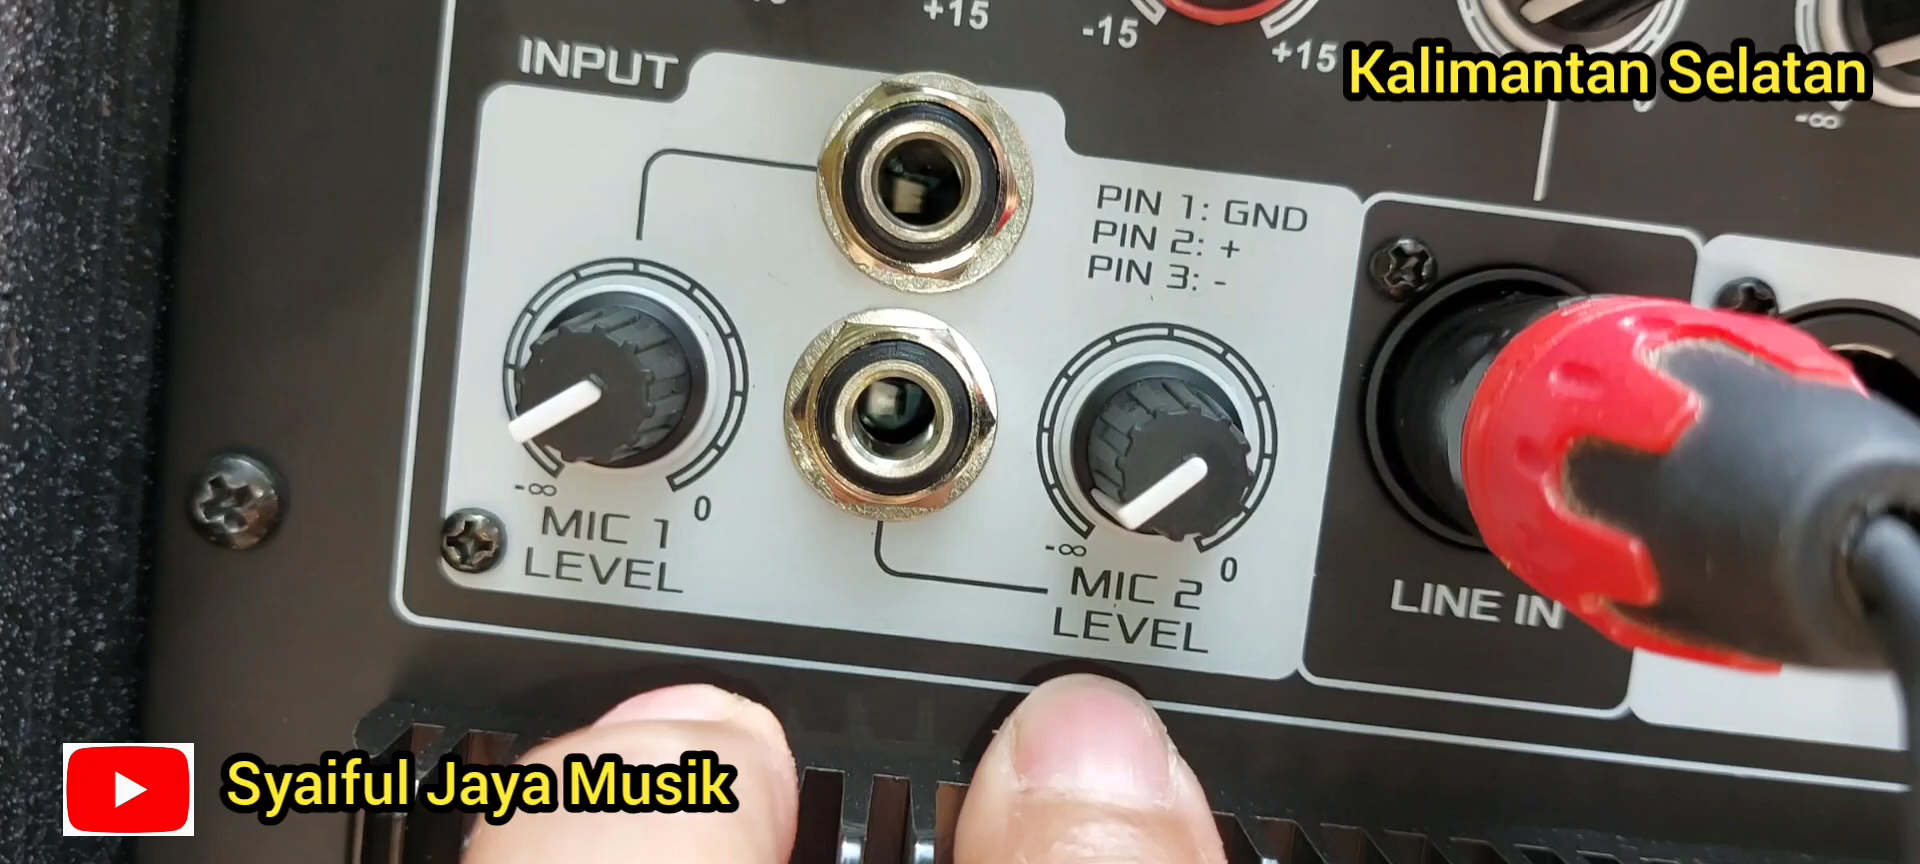 +15
-15
+15
Kalimantan Selatan
INPUT
-∞
PIN 1: GND
PIN 2: +
PIN 3: -
-∞
0
MIC 1
LEVEL
-∞
0
MIC 2
LEVEL
LINE IN
Syaiful Jaya Musik